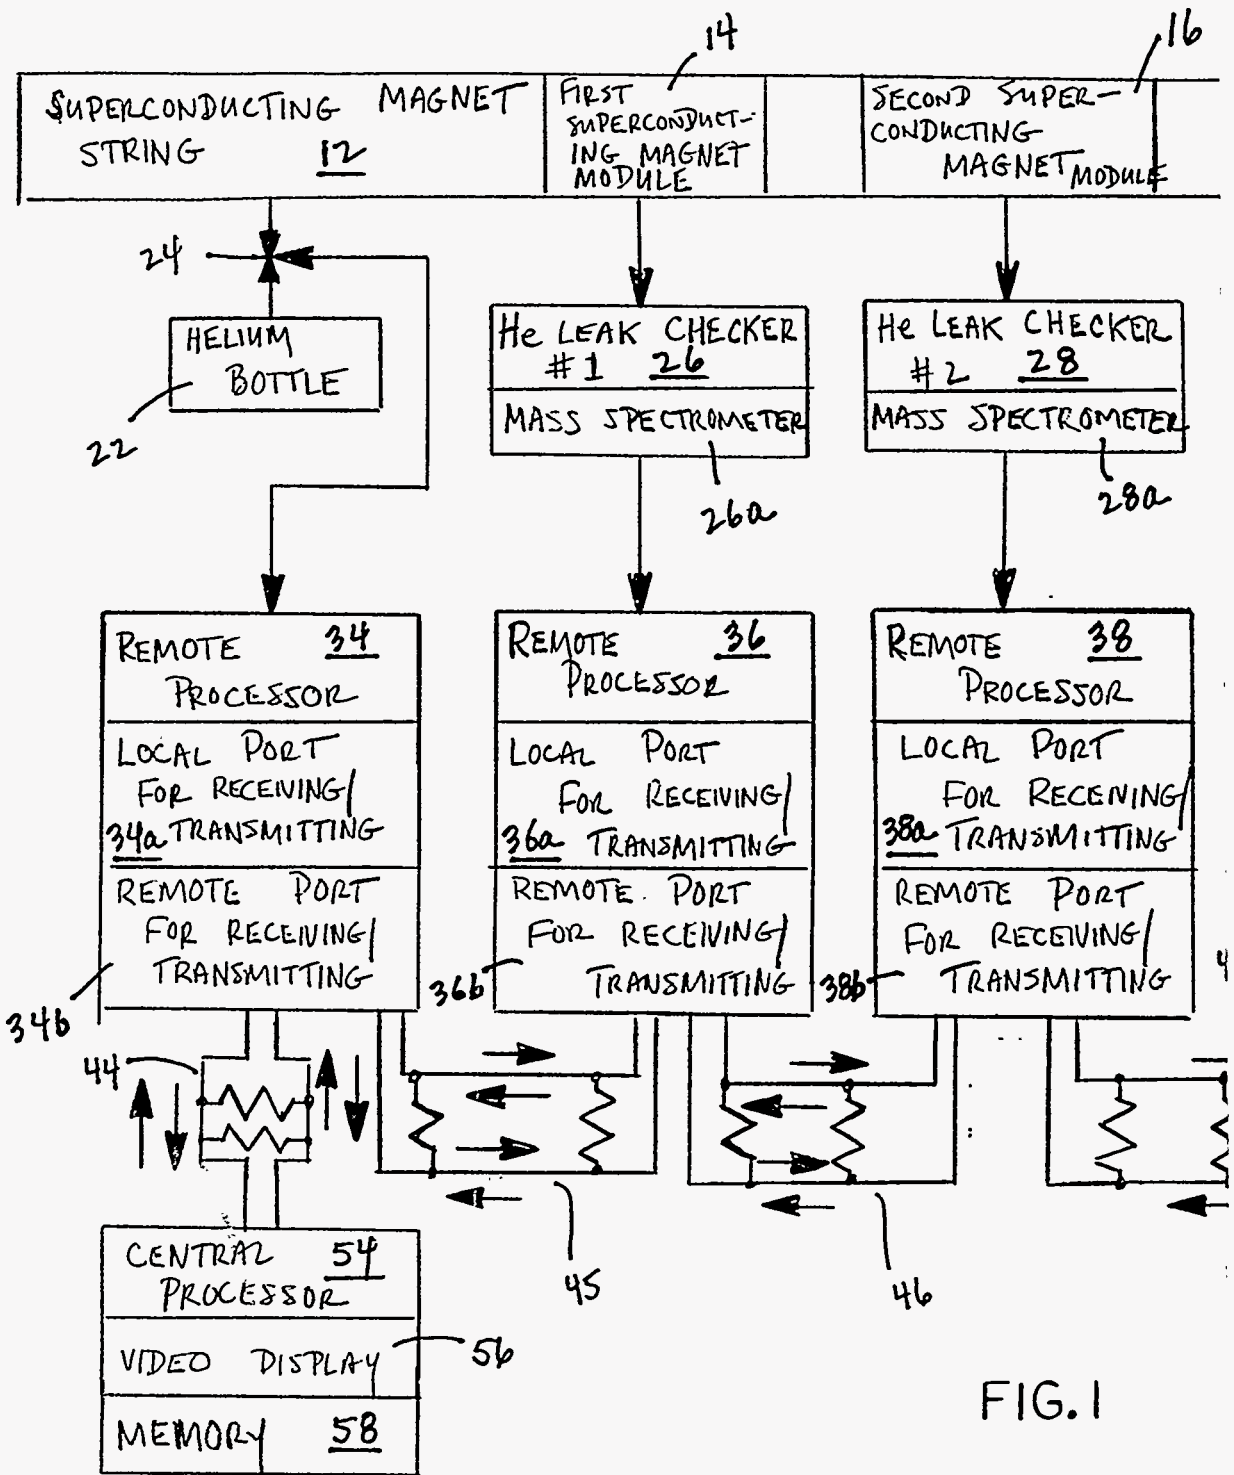 14
16
SUPERCONDUCTING MAGNET
STRING 12
FIRST
SUPERCONDUCT-
ING MAGNET
MODULE
SECOND SUPER-
CONDUCTING
MAGNET MODULE
24
HELIUM
BOTTLE
22
He LEAK CHECKER
#1 26
MASS SPECTROMETER
26a
He LEAK CHECKER
#2 28
MASS SPECTROMETER
28a
REMOTE 34
PROCESSOR
LOCAL PORT
FOR RECEIVING/
34a TRANSMITTING
REMOTE PORT
FOR RECEIVING/
TRANSMITTING
34b
REMOTE 36
PROCESSOR
LOCAL PORT
FOR RECEIVING/
36a TRANSMITTING
REMOTE PORT
FOR RECEIVING/
36b TRANSMITTING
REMOTE 38
PROCESSOR
LOCAL PORT
FOR RECEIVING/
38a TRANSMITTING
REMOTE PORT
FOR RECEIVING/
38b TRANSMITTING
44
45
46
CENTRAL 54
PROCESSOR
VIDEO DISPLAY 56
MEMORY 58
FIG. 1